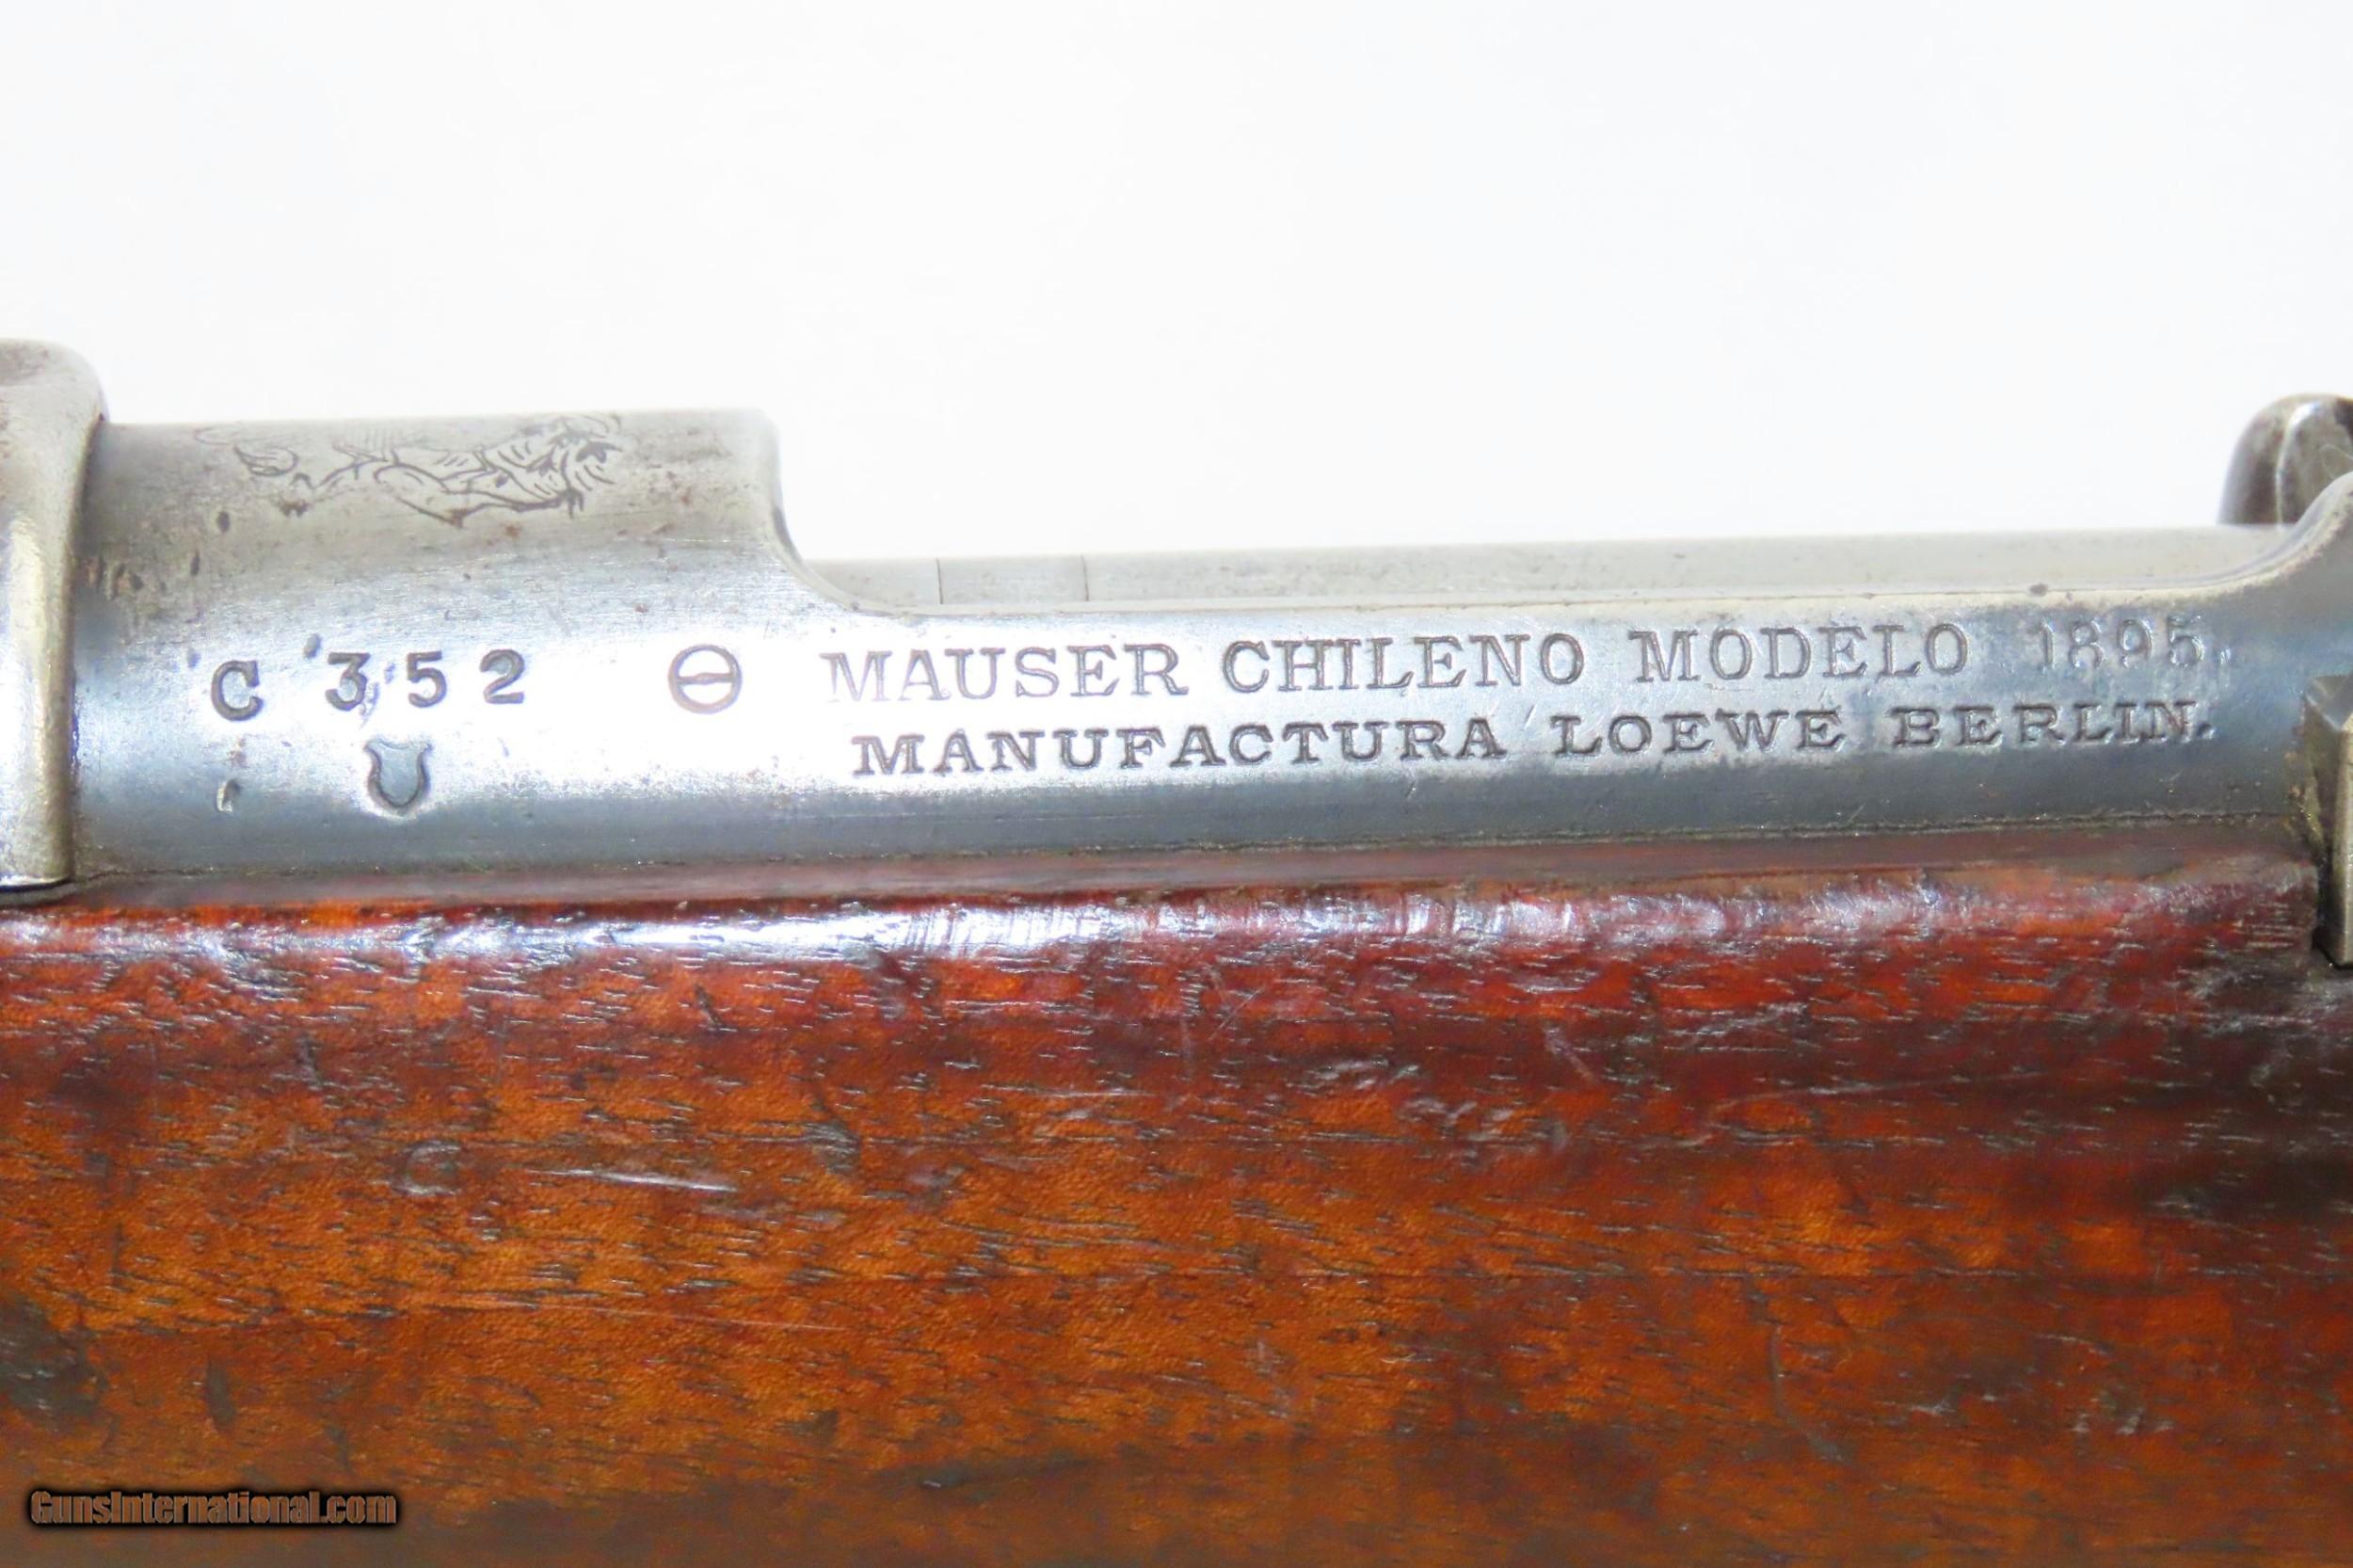 C 352
MAUSER CHILENO MODELO 1895
MANUFACTURA LOEWE BERLIN.
GunsInternational.com